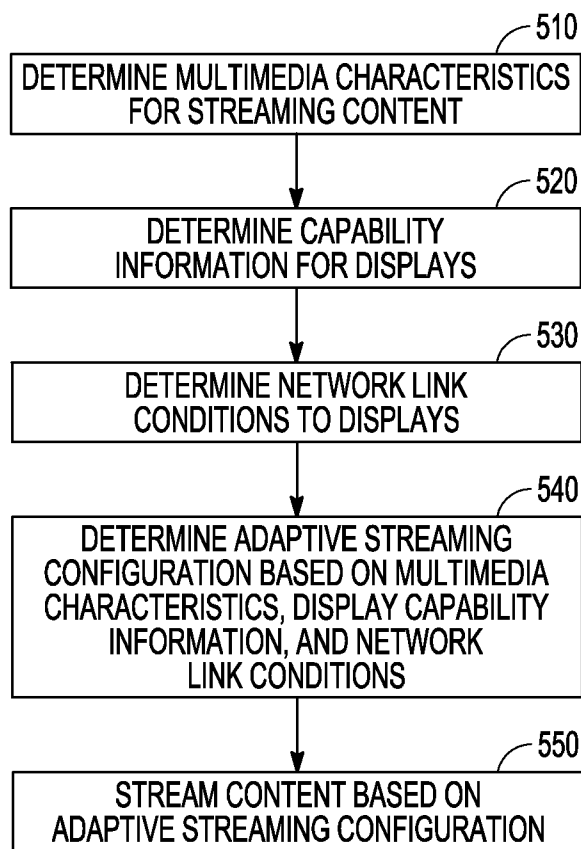 510
DETERMINE MULTIMEDIA CHARACTERISTICS
FOR STREAMING CONTENT
520
DETERMINE CAPABILITY
INFORMATION FOR DISPLAYS
530
DETERMINE NETWORK LINK
CONDITIONS TO DISPLAYS
540
DETERMINE ADAPTIVE STREAMING
CONFIGURATION BASED ON MULTIMEDIA
CHARACTERISTICS, DISPLAY CAPABILITY
INFORMATION, AND NETWORK
LINK CONDITIONS
550
STREAM CONTENT BASED ON
ADAPTIVE STREAMING CONFIGURATION